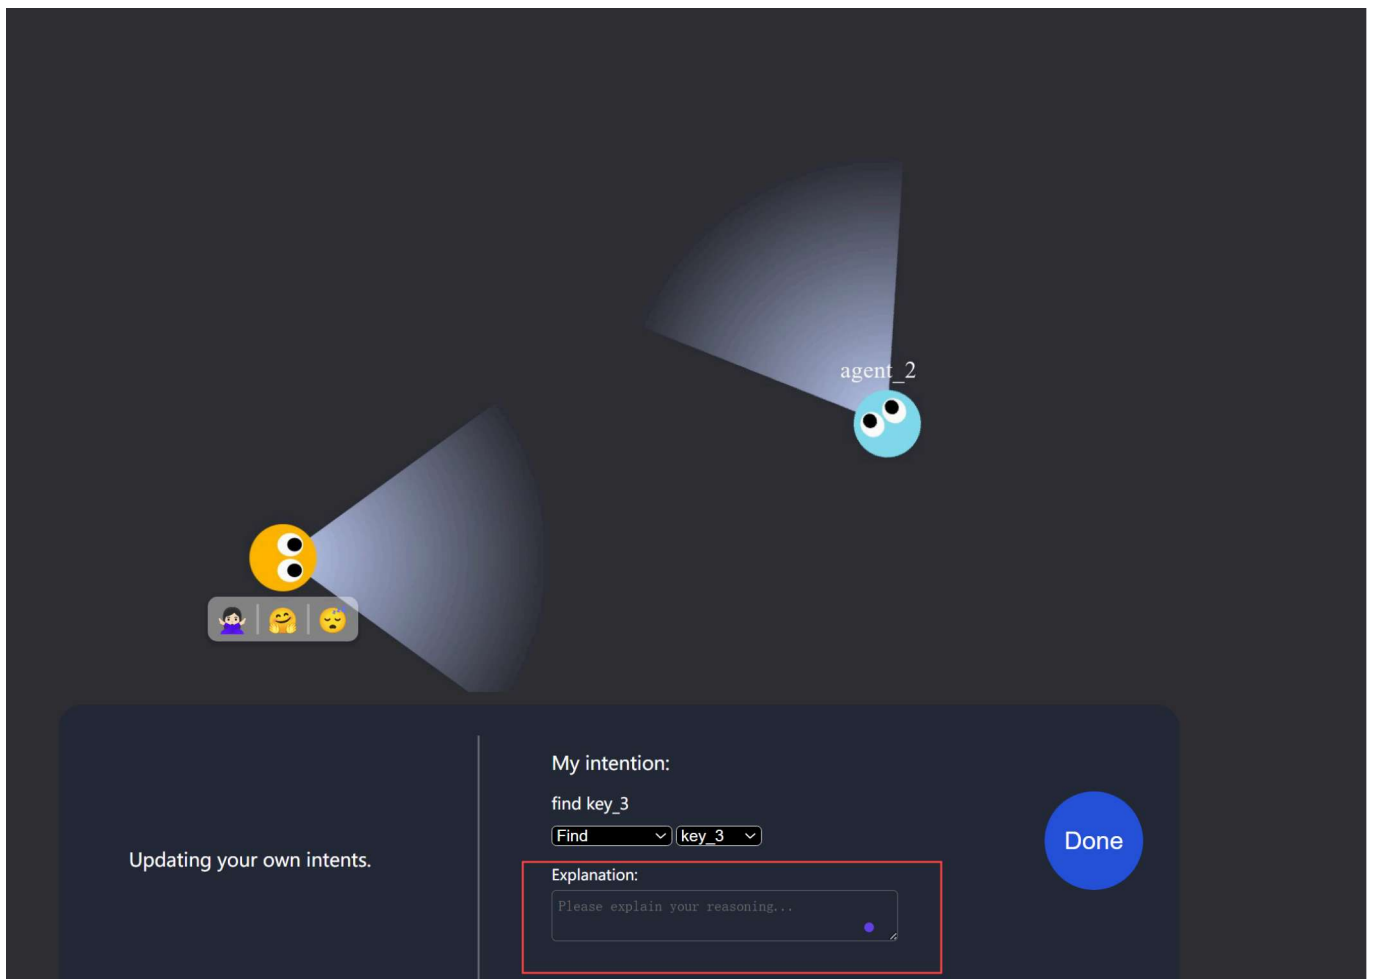 agent_2
Updating your own intents.
My intention:
find key_3
Find key_3
Explanation:
Please explain your reasoning...
Done